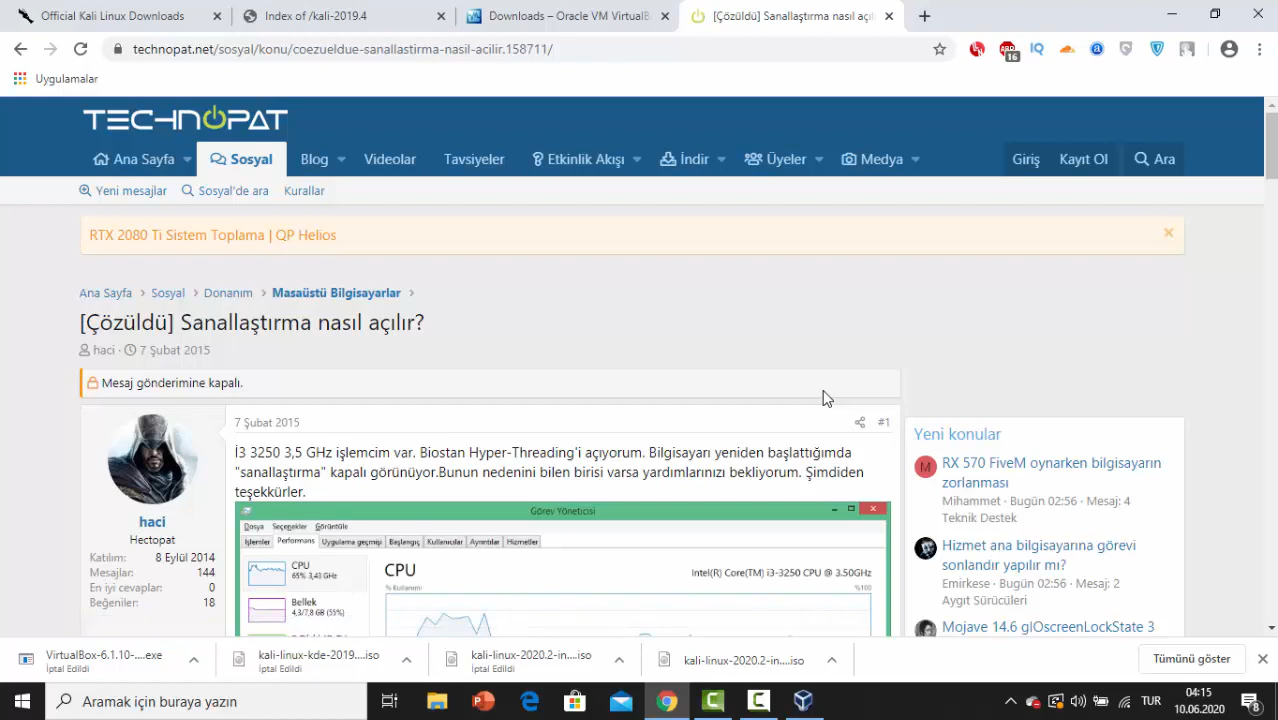 Official Kali Linux Downloads
Index of /kali-2019.4
Downloads – Oracle VM VirtualBo
[Çözüldü] Sanallaştırma nasıl açılı
technopat.net/sosyal/konu/coezueldue-sanallastirma-nasil-acilir.158711/
16
IQ
Uygulamalar
TECHNOPAT
Ana Sayfa
Sosyal
Blog
Videolar
Tavsiyeler
Etkinlik Akışı
İndir
Üyeler
Medya
Giriş
Kayıt Ol
Ara
Yeni mesajlar
Sosyal'de ara
Kurallar
RTX 2080 Ti Sistem Toplama | QP Helios
Ana Sayfa
Sosyal
Donanım
Masaüstü Bilgisayarlar
[Çözüldü] Sanallaştırma nasıl açılır?
haci
7 Şubat 2015
Mesaj gönderimine kapalı.
7 Şubat 2015
#1
İ3 3250 3,5 GHz işlemcim var. Biostan Hyper-Threading'i açıyorum. Bilgisayarı yeniden başlattığımda
"sanallaştırma" kapalı görünüyor.Bunun nedenini bilen birisi varsa yardımlarınızı bekliyorum. Şimdiden
teşekkürler.
haci
Hectopat
Katılım: 8 Eylül 2014
Mesajlar: 144
En iyi cevaplar: 0
Beğeniler: 18
Görev Yöneticisi
Dosya Seçenekler Görüntüle
İşlemler Performans Uygulama geçmişi Başlangıç Kullanıcılar Ayrıntılar Hizmetler
CPU
65% 3,43 GHz
Bellek
4,3/7,8 GB (55%)
CPU
Intel(R) Core(TM) i3-3250 CPU @ 3.50GHz
% Kullanımı
%100
Yeni konular
M
RX 570 FiveM oynarken bilgisayarın
zorlanması
Mihammet · Bugün 02:56 · Mesaj: 4
Teknik Destek
Hizmet ana bilgisayarına görevi
sonlandır yapılır mı?
Emirkese · Bugün 02:56 · Mesaj: 2
Aygıt Sürücüleri
Mojave 14.6 glOscreenLockState 3
VirtualBox-6.1.10-....exe
İptal Edildi
kali-linux-kde-2019....iso
İptal Edildi
kali-linux-2020.2-in....iso
İptal Edildi
kali-linux-2020.2-in....iso
Tümünü göster
Aramak için buraya yazın
TUR
04:15
10.06.2020
8